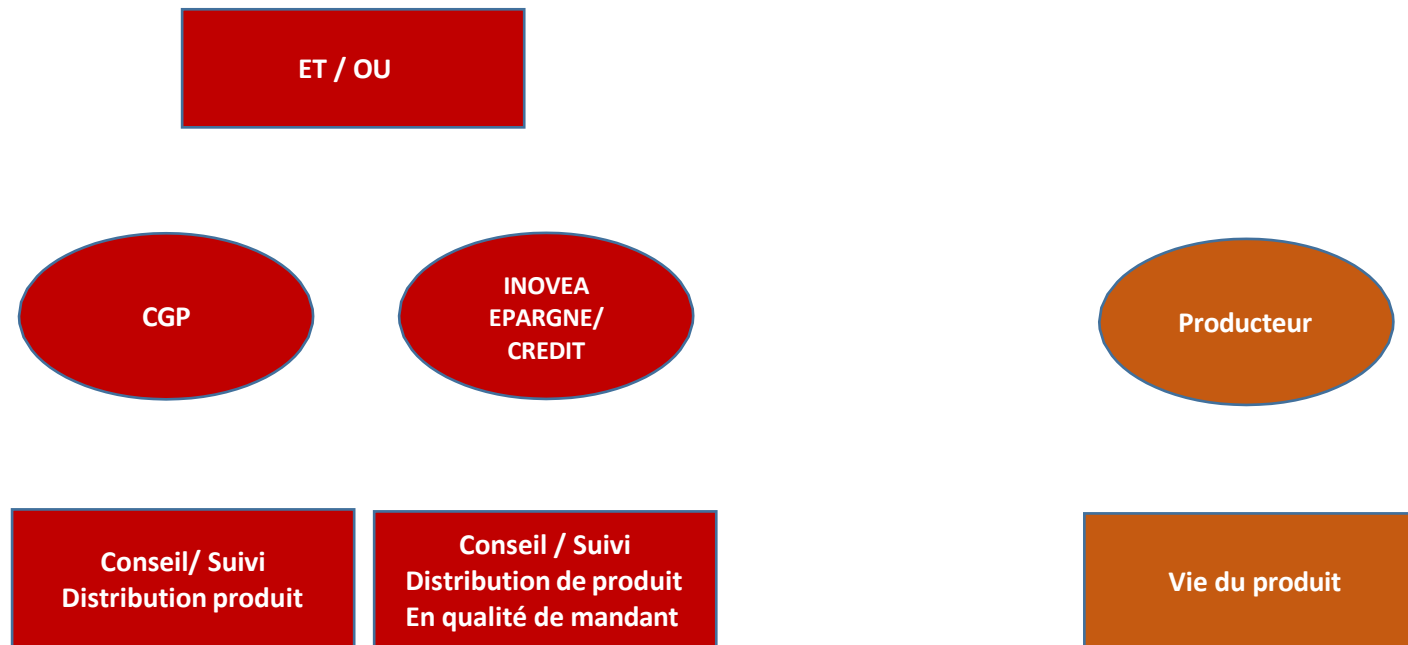 ET / OU
CGP
INOVEA
EPARGNE/
CREDIT
Producteur
Conseil/ Suivi
Distribution produit
Conseil / Suivi
Distribution de produit
En qualité de mandant
Vie du produit